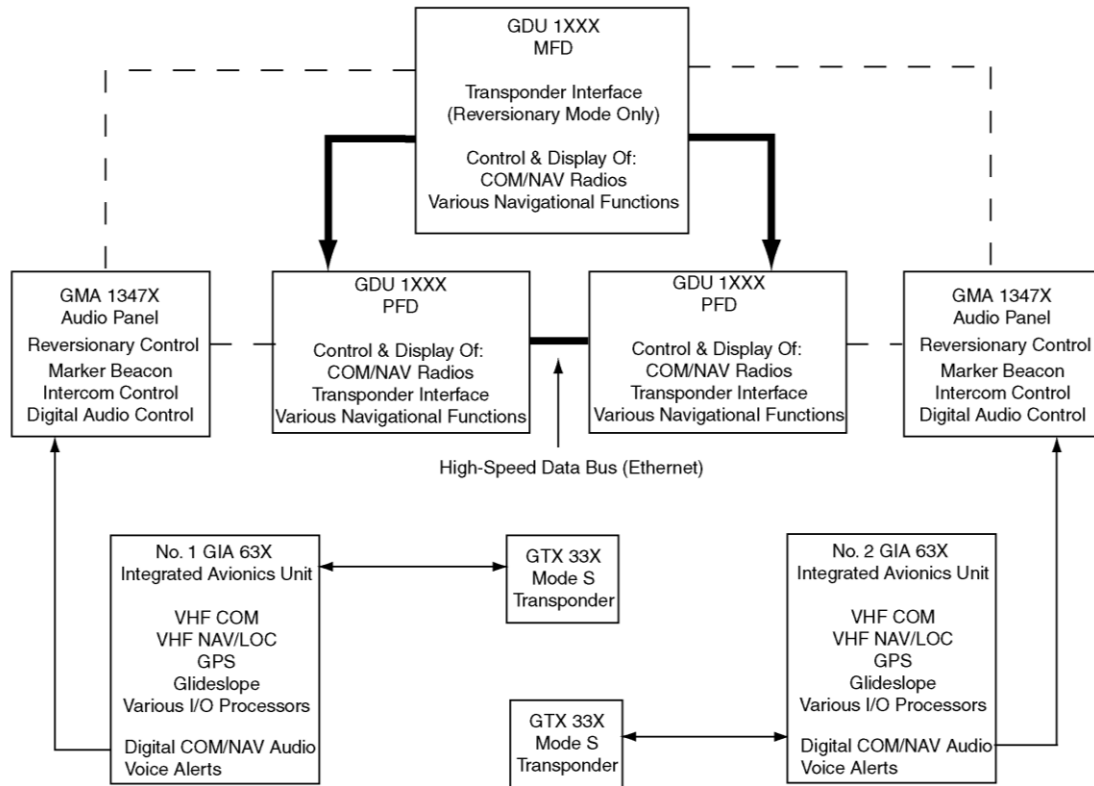 GDU 1XXX
MFD
Transponder Interface
(Reversionary Mode Only)
Control & Display Of:
COM/NAV Radios
Various Navigational Functions
GMA 1347X
Audio Panel
Reversionary Control
Marker Beacon
Intercom Control
Digital Audio Control
GDU 1XXX
PFD
Control & Display Of:
COM/NAV Radios
Transponder Interface
Various Navigational Functions
GDU 1XXX
PFD
Control & Display Of:
COM/NAV Radios
Transponder Interface
Various Navigational Functions
GMA 1347X
Audio Panel
Reversionary Control
Marker Beacon
Intercom Control
Digital Audio Control
High-Speed Data Bus (Ethernet)
No. 1 GIA 63X
Integrated Avionics Unit
VHF COM
VHF NAV/LOC
GPS
Glideslope
Various I/O Processors
Digital COM/NAV Audio
Voice Alerts
GTX 33X
Mode S
Transponder
GTX 33X
Mode S
Transponder
No. 2 GIA 63X
Integrated Avionics Unit
VHF COM
VHF NAV/LOC
GPS
Glideslope
Various I/O Processors
Digital COM/NAV Audio
Voice Alerts